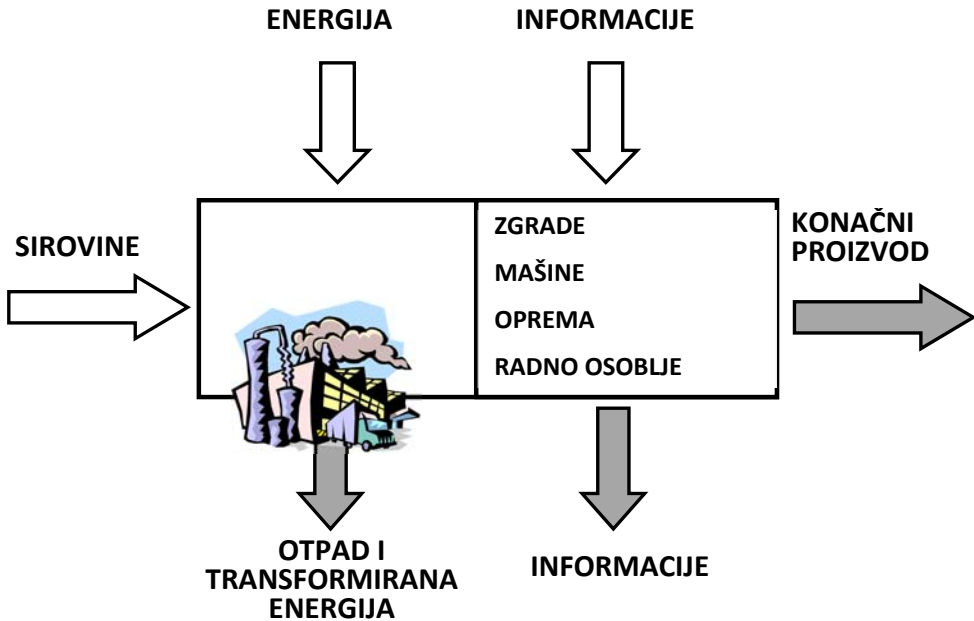 ENERGIJA
INFORMACIJE
SIROVINE
ZGRADE
MAŠINE
OPREMA
RADNO OSOBLJE
KONAČNI
PROIZVOD
OTPAD I
TRANSFORMIRANA
ENERGIJA
INFORMACIJE